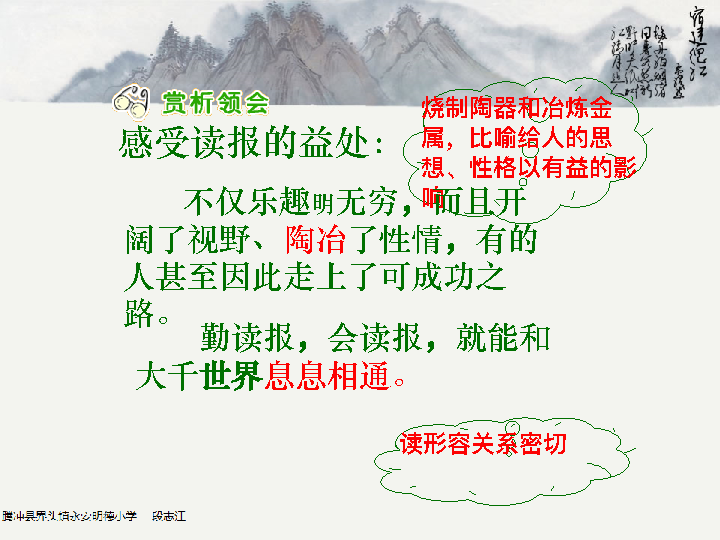 赏析领会
感受读报的益处:
烧制陶器和冶炼金
属，比喻给人的思
想、性格以有益的影
响
不仅乐趣明无穷，而且开
阔了视野、陶冶了性情，有的
人甚至因此走上了可成功之
路。
勤读报，会读报，就能和
大千世界息息相通。
读形容关系密切
腾冲县界头镇永安明德小学 段志江
宿建德江